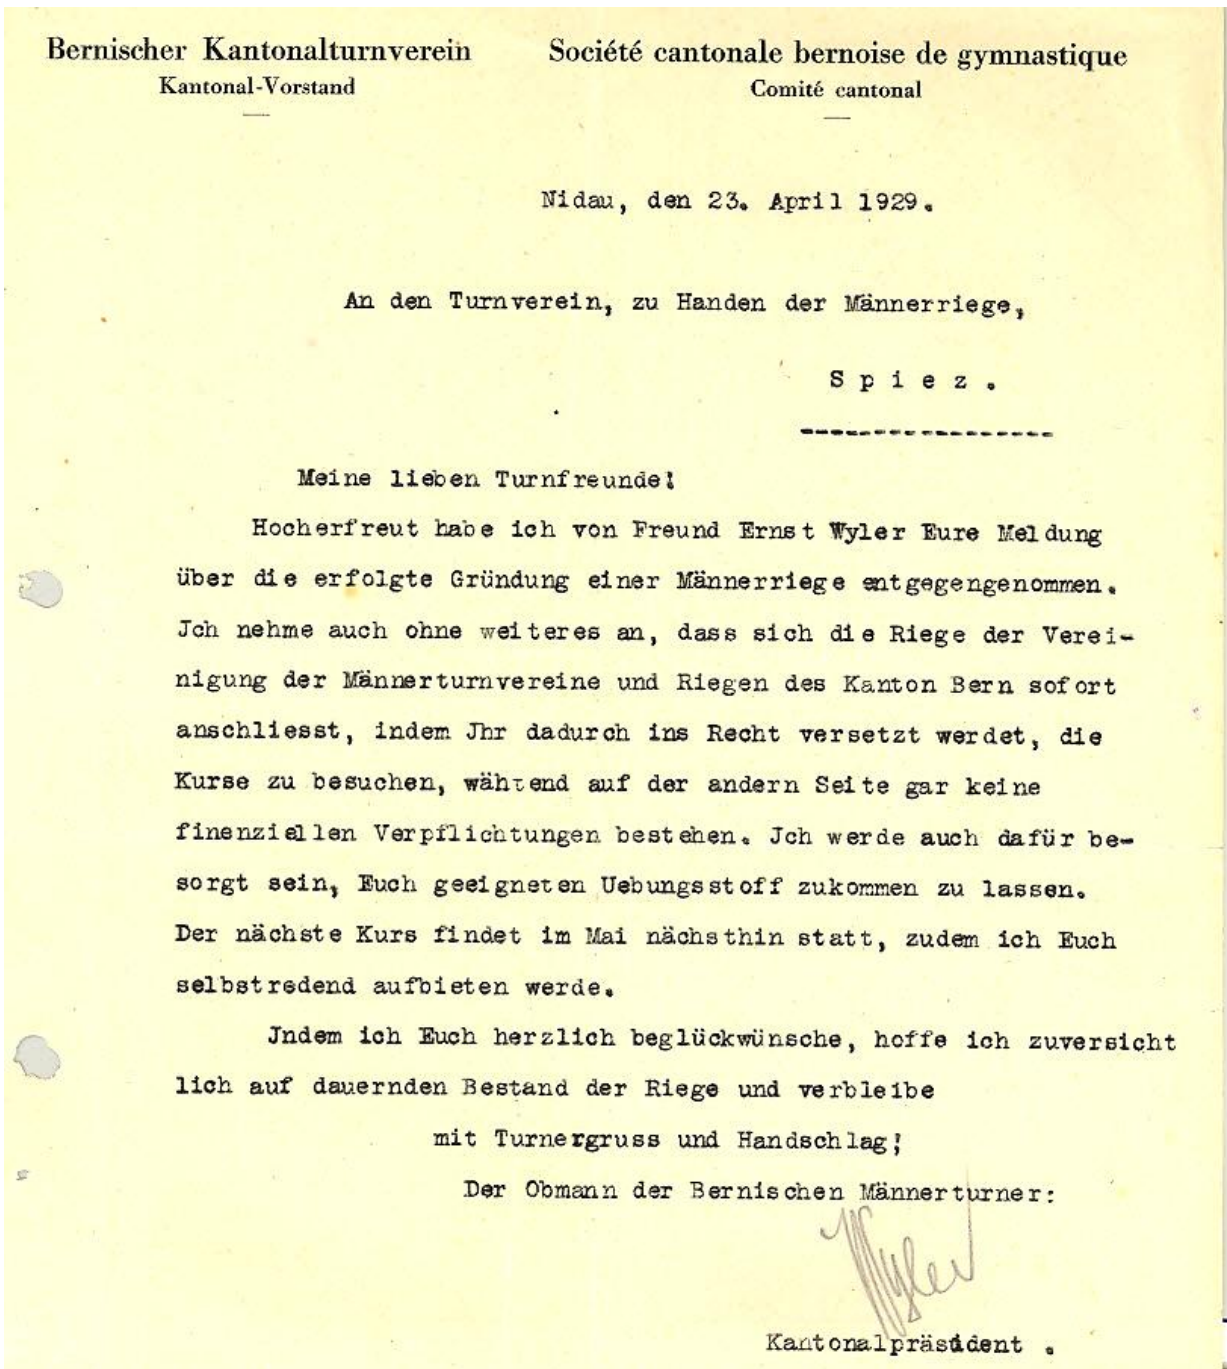 Bernischer Kantonalturnverein
Kantonal-Vorstand
Société cantonale bernoise de gymnastique
Comité cantonal
Nidau, den 23. April 1929.
An den Turnverein, zu Handen der Männerriege,
S p i e z .
-----------------
Meine lieben Turnfreunde!
Hocherfreut habe ich von Freund Ernst Wyler Eure Meldung
über die erfolgte Gründung einer Männerriege entgegengenommen.
Jch nehme auch ohne weiteres an, dass sich die Riege der Verei-
nigung der Männerturnvereine und Riegen des Kanton Bern sofort
anschliesst, indem Jhr dadurch ins Recht versetzt werdet, die
Kurse zu besuchen, während auf der andern Seite gar keine
finenziellen Verpflichtungen bestehen. Jch werde auch dafür be-
sorgt sein, Euch geeigneten Uebungsstoff zukommen zu lassen.
Der nächste Kurs findet im Mai nächsthin statt, zudem ich Euch
selbstredend aufbieten werde.
Jndem ich Euch herzlich beglückwünsche, hoffe ich zuversicht
lich auf dauernden Bestand der Riege und verbleibe
mit Turnergruss und Handschlag!
Der Obmann der Bernischen Männerturner:
Wyler
Kantonalpräsident .